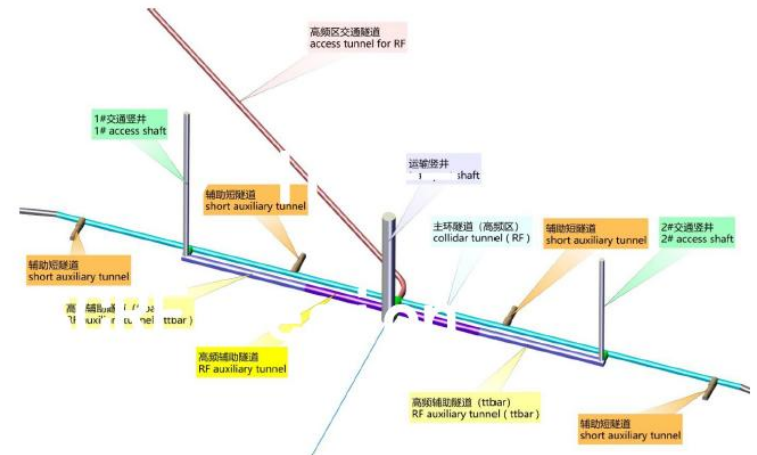 高频区交通隧道
access tunnel for RF
1#交通竖井
1# access shaft
运输竖井
shaft
辅助短隧道
short auxiliary tunnel
主环隧道（高频区）
collidar tunnel ( RF )
辅助短隧道
short auxiliary tunnel
2#交通竖井
2# access shaft
辅助短隧道
short auxiliary tunnel
ttbar )
高频辅助隧道
RF auxiliary tunnel
高频辅助隧道（ttbar）
RF auxiliary tunnel ( ttbar )
辅助短隧道
short auxiliary tunnel